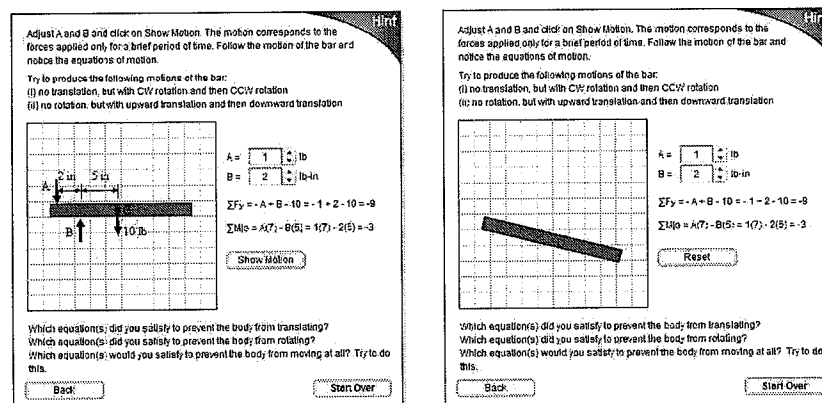 Hint
Adjust A and B and click on Show Motion. The motion corresponds to the
forces applied only for a brief period of time. Follow the motion of the bar and
notice the equations of motion.
Try to produce the following motions of the bar:
(i) no translation, but with CW rotation and then CCW rotation
(ii) no rotation, but with upward translation and then downward translation
A = 1 lb
B = 2 lb-in
2 in 5 in
A
ΣFy = - A + B - 10 = - 1 + 2 - 10 = -9
B 10 lb
ΣM|o = A(7) - B(5) = 1(7) - 2(5) = -3
Show Motion
Which equation(s) did you satisfy to prevent the body from translating?
Which equation(s) did you satisfy to prevent the body from rotating?
Which equation(s) would you satisfy to prevent the body from moving at all? Try to do
this.
Back Start Over
Hin
Adjust A and B and click on Show Motion. The motion corresponds to the
forces applied only for a brief period of time. Follow the motion of the bar and
notice the equations of motion.
Try to produce the following motions of the bar:
(i) no translation, but with CW rotation and then CCW rotation
(ii) no rotation, but with upward translation and then downward translation
A = 1 lb
B = 2 lb-in
ΣFy = - A + B - 10 = - 1 + 2 - 10 = -9
ΣM|o = A(7) - B(5) = 1(7) - 2(5) = -3
Reset
Which equation(s) did you satisfy to prevent the body from translating?
Which equation(s) did you satisfy to prevent the body from rotating?
Which equation(s) would you satisfy to prevent the body from moving at all? Try to do
this.
Back Start Over